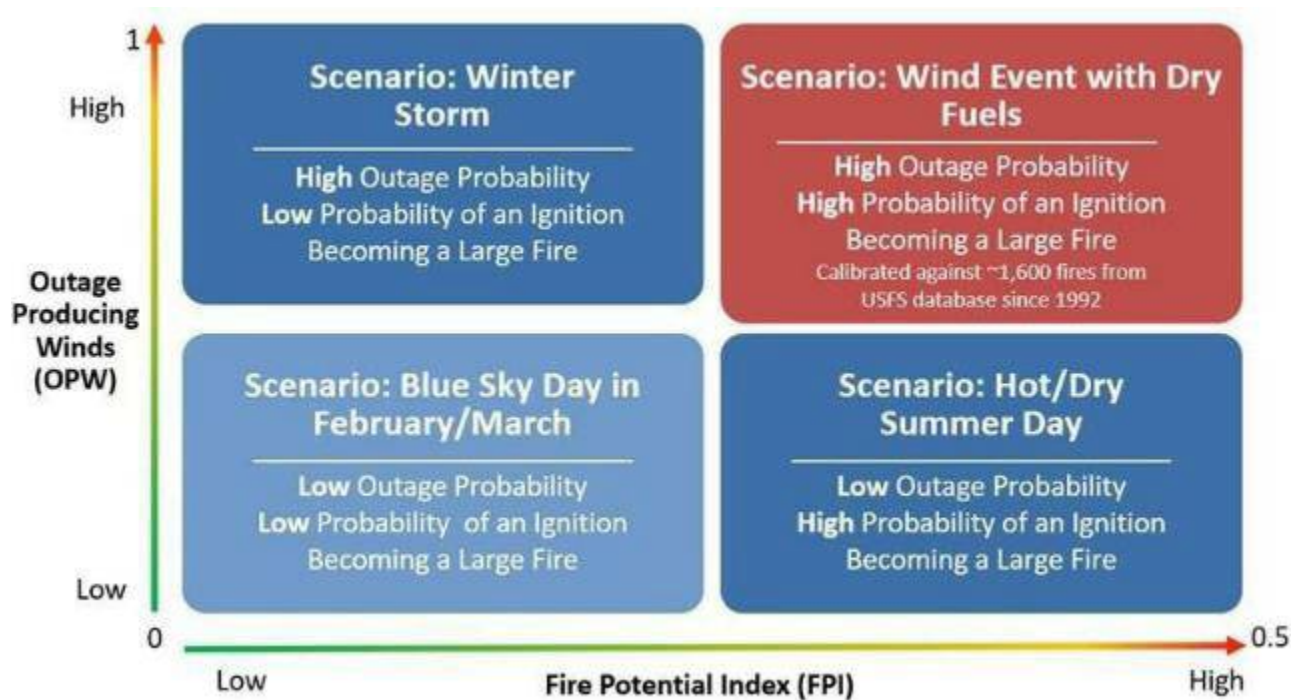 1
High
Outage
Producing
Winds
(OPW)
Low
0
Scenario: Winter
Storm
High Outage Probability
Low Probability of an Ignition
Becoming a Large Fire
Scenario: Wind Event with Dry
Fuels
High Outage Probability
High Probability of an Ignition
Becoming a Large Fire
Calibrated against ~1,600 fires from
USFS database since 1992
Scenario: Blue Sky Day in
February/March
Low Outage Probability
Low Probability of an Ignition
Becoming a Large Fire
Scenario: Hot/Dry
Summer Day
Low Outage Probability
High Probability of an Ignition
Becoming a Large Fire
0.5
Low
Fire Potential Index (FPI)
High